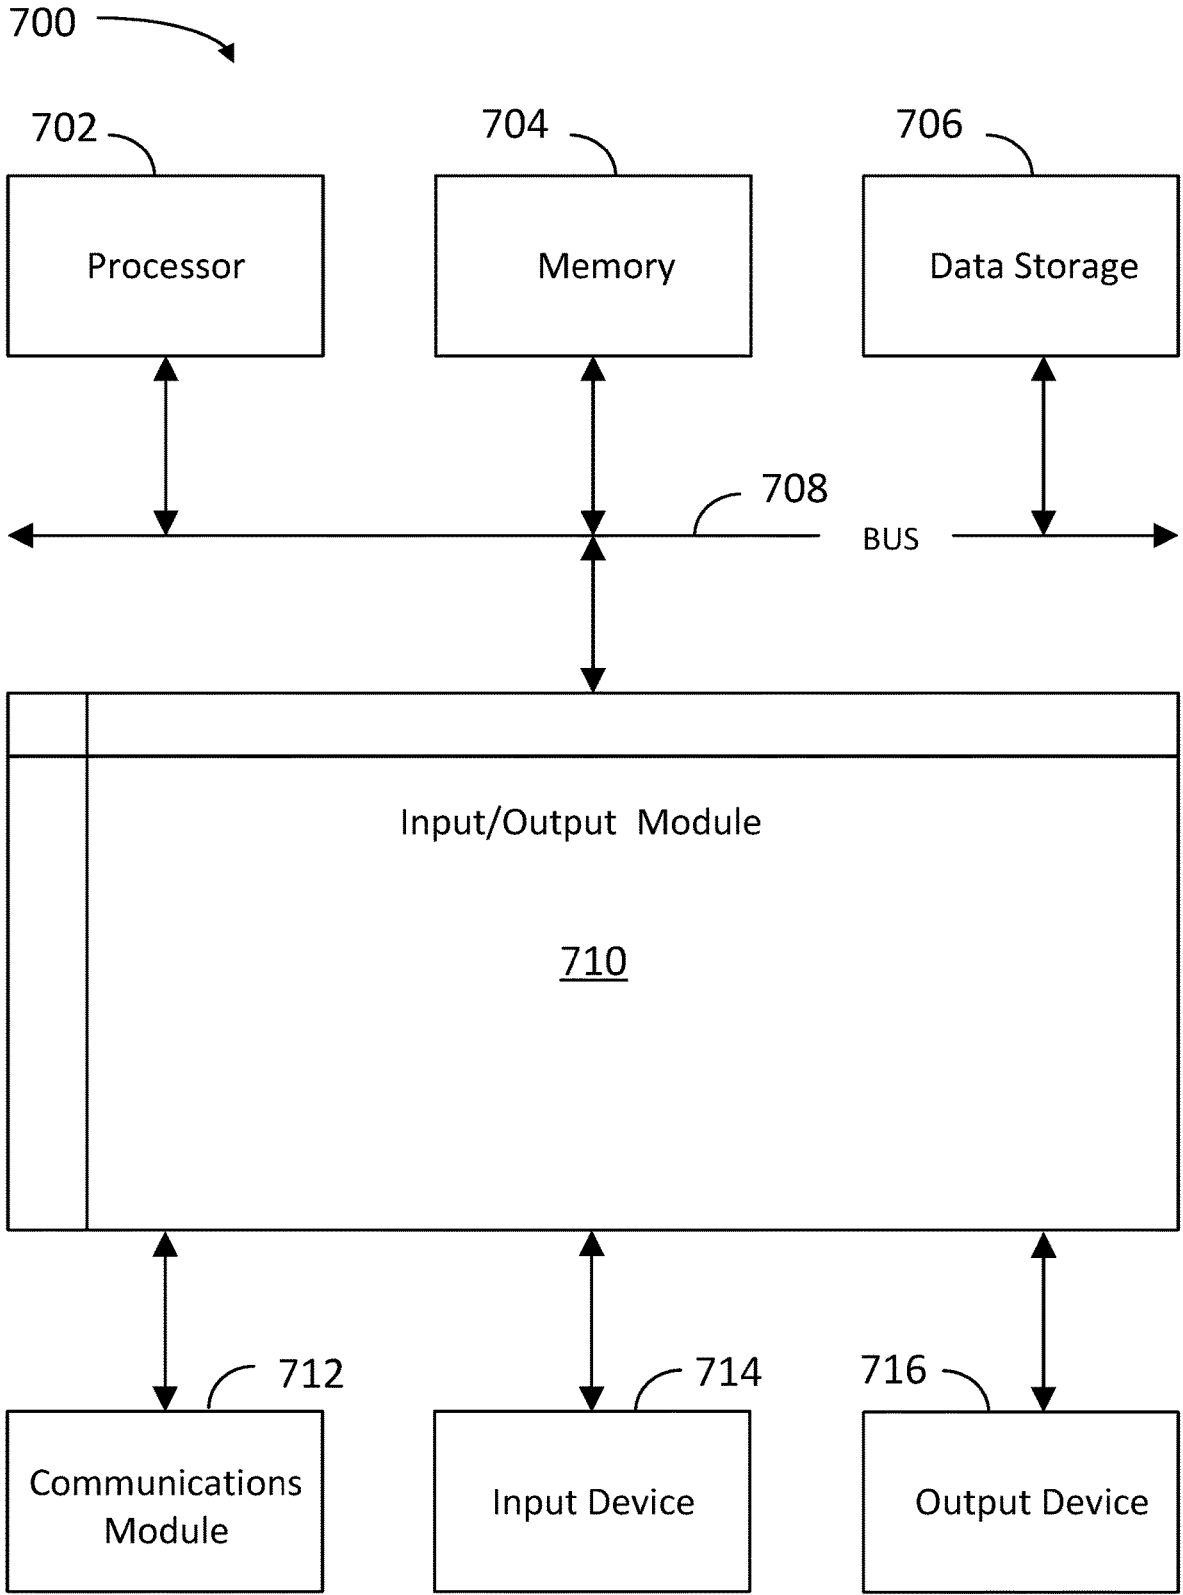 700
702
704
706
Processor
Memory
Data Storage
708
BUS
Input/Output Module
710
712
714
716
Communications
Module
Input Device
Output Device